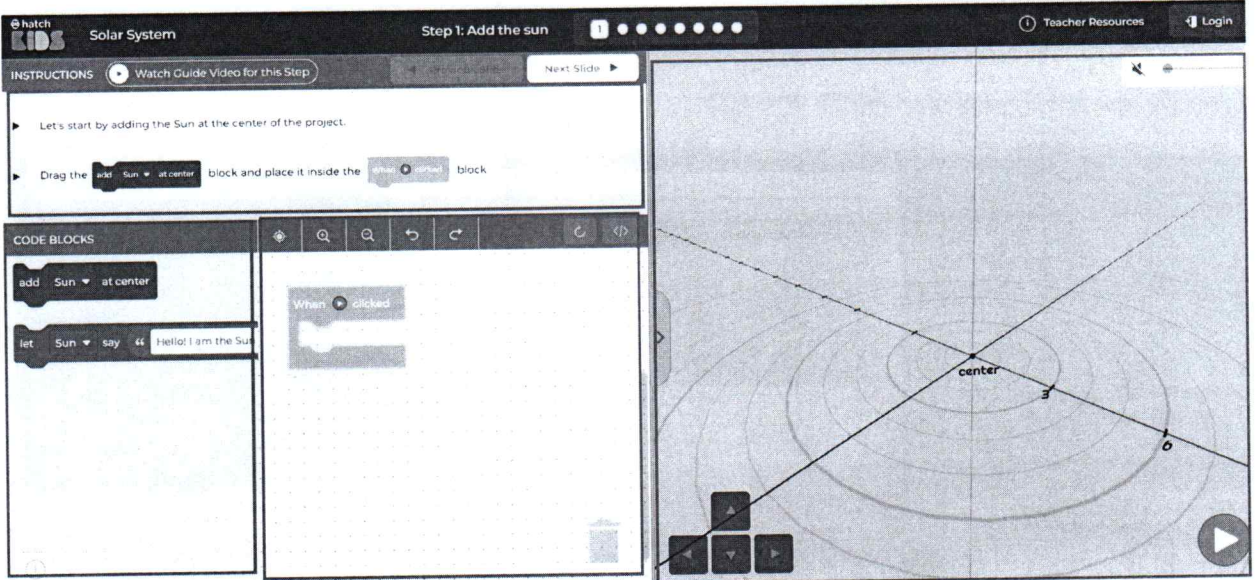 hatch
KIDS
Solar System
Step 1: Add the sun
1
Teacher Resources
Login
INSTRUCTIONS
Watch Guide Video for this Step
Next Slide
Let's start by adding the Sun at the center of the project.
Drag the add Sun at center block and place it inside the When clicked block
CODE BLOCKS
add Sun at center
let Sun say “ Hello! I am the Sun
When clicked
center
3
6